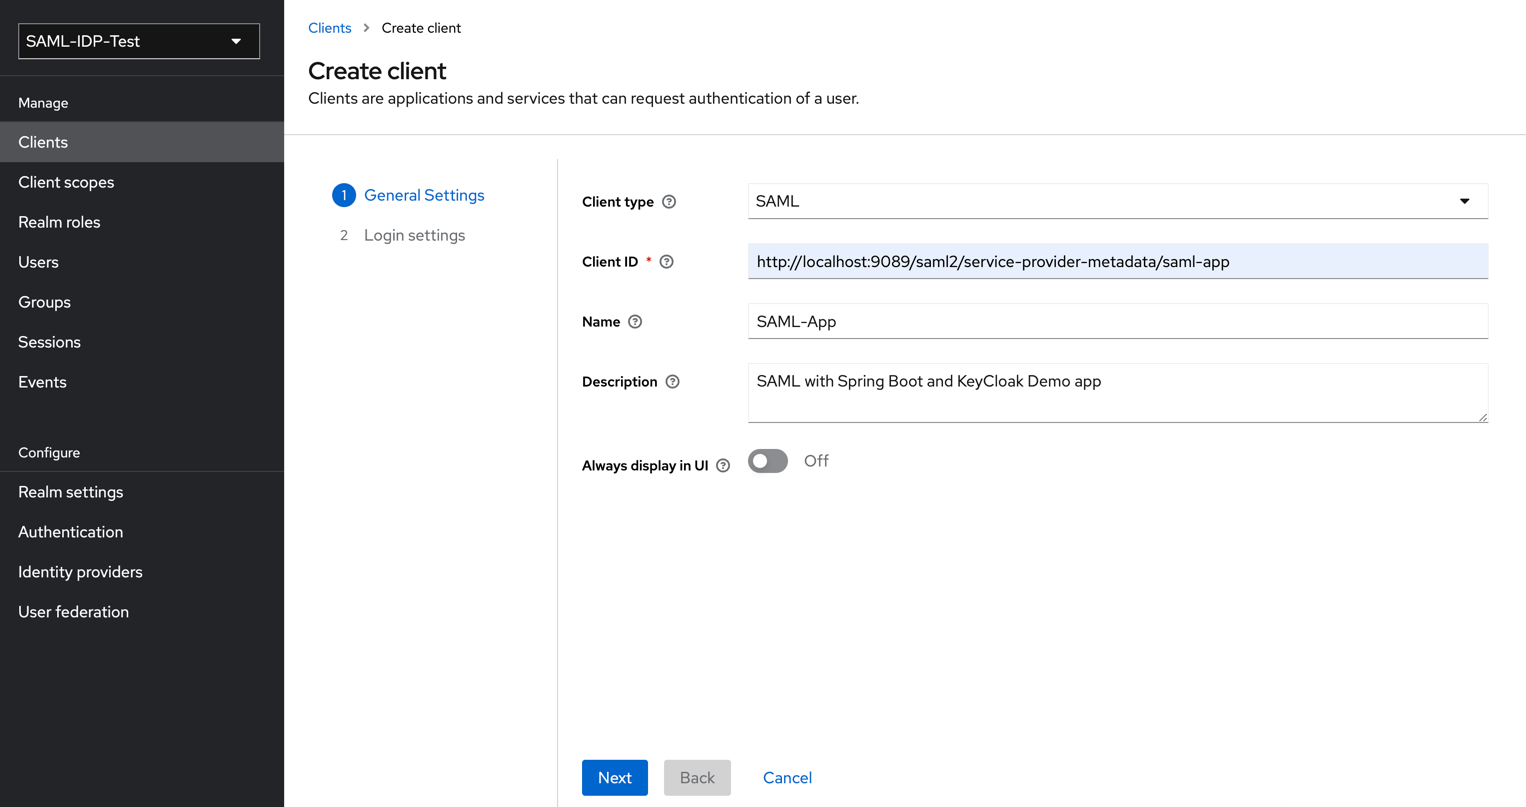 SAML-IDP-Test
Manage
Clients
Client scopes
Realm roles
Users
Groups
Sessions
Events
Configure
Realm settings
Authentication
Identity providers
User federation
Clients > Create client
Create client
Clients are applications and services that can request authentication of a user.
1 General Settings
2 Login settings
Client type ? SAML
Client ID * ? http://localhost:9089/saml2/service-provider-metadata/saml-app
Name ? SAML-App
Description ? SAML with Spring Boot and KeyCloak Demo app
Always display in UI ? Off
Next Back Cancel